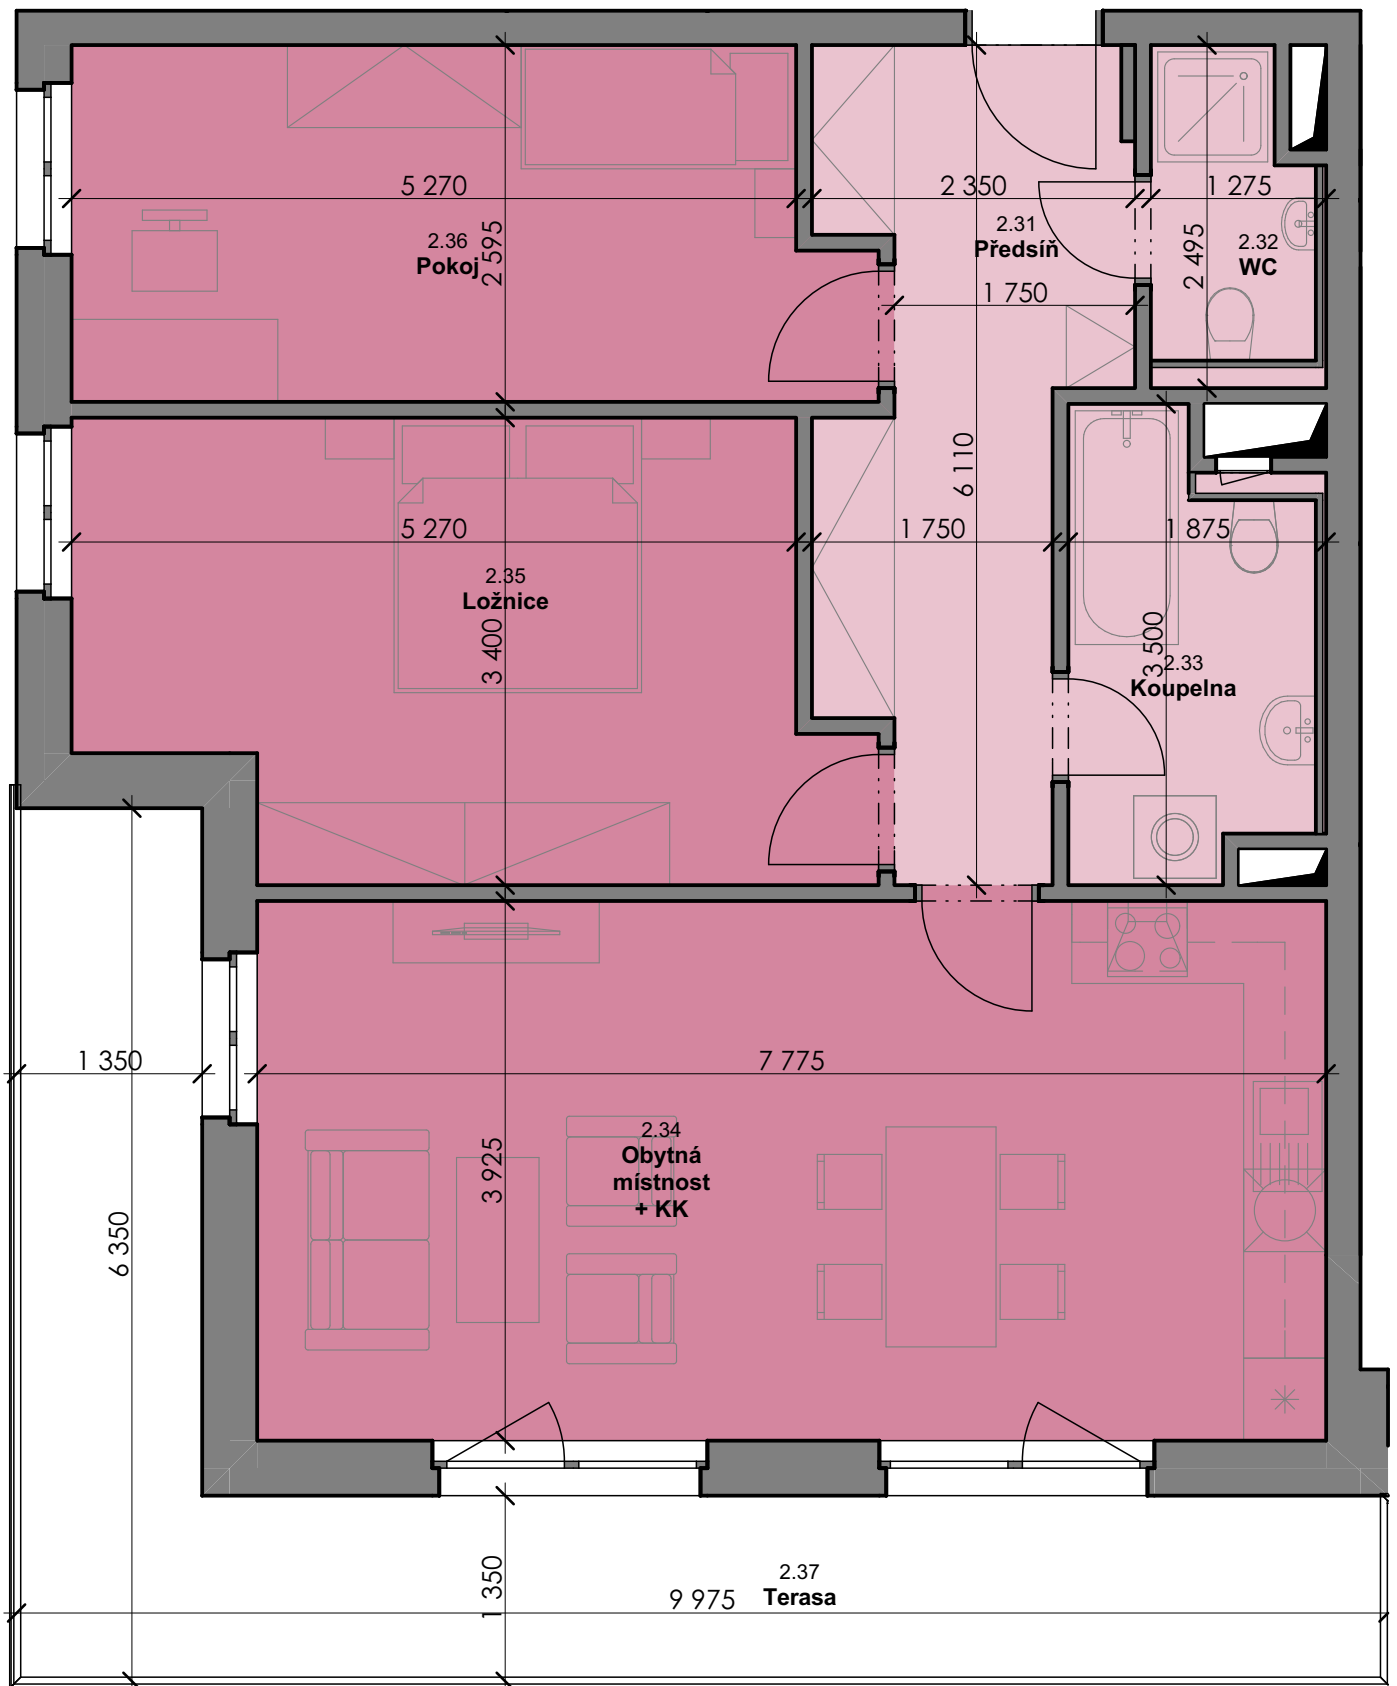 5 270
2.36
Pokoj
2 595
2 350
2.31
Předsíň
1 750
1 275
2.32
WC
2 495
6 110
5 270
2.35
Ložnice
3 400
1 750
1 875
3 500
2.33
Koupelna
1 350
7 775
2.34
Obytná
místnost
+ KK
3 925
6 350
1 350
2.37
Terasa
9 975